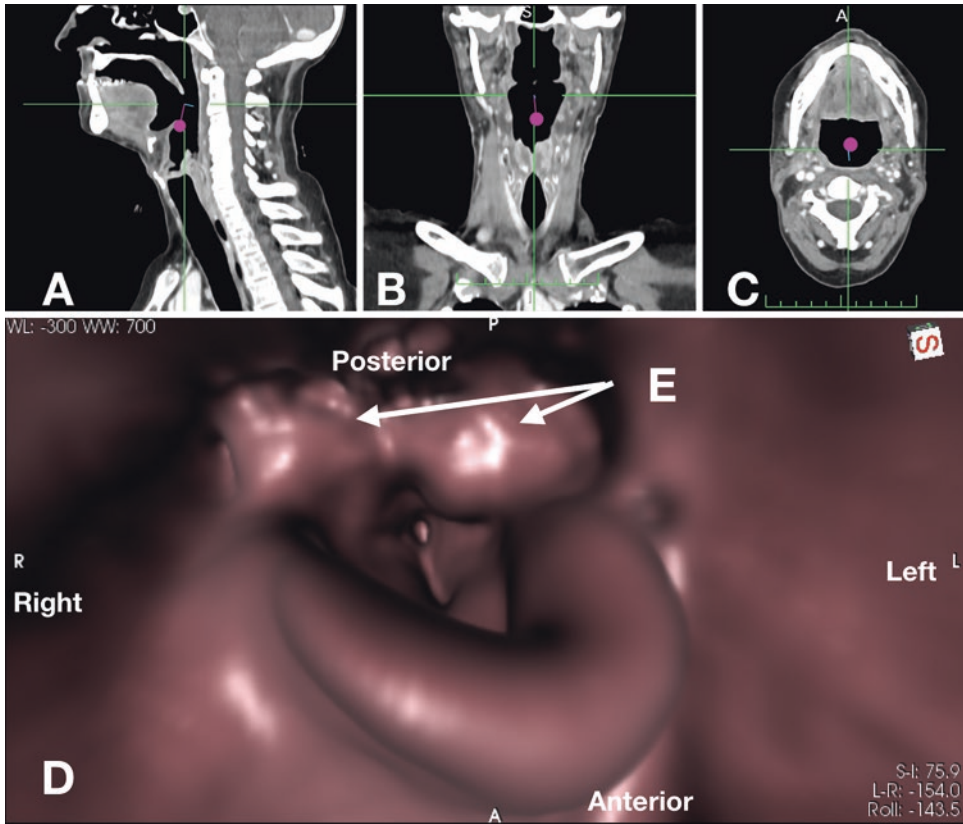 S
A
A
B
C
WL: -300 WW: 700
P
S
Posterior
E
R
Right
Left
L
D
A
Anterior
S-I: 75.9
L-R: -154.0
Roll: -143.5